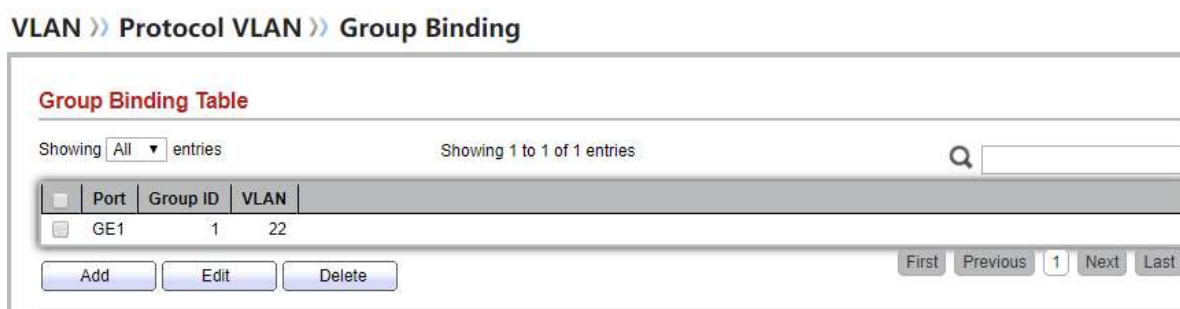 VLAN » Protocol VLAN » Group Binding
Group Binding Table
Showing All ▼ entries Showing 1 to 1 of 1 entries
Port Group ID VLAN
GE1 1 22
Add Edit Delete First Previous 1 Next Last